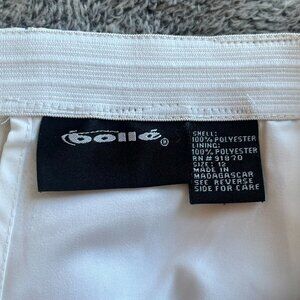 bollé®
SHELL:
100% POLYESTER
LINING:
100% POLYESTER
RN # 91870
SIZE: 12
MADE IN
MADAGASCAR
SEE REVERSE
SIDE FOR CARE